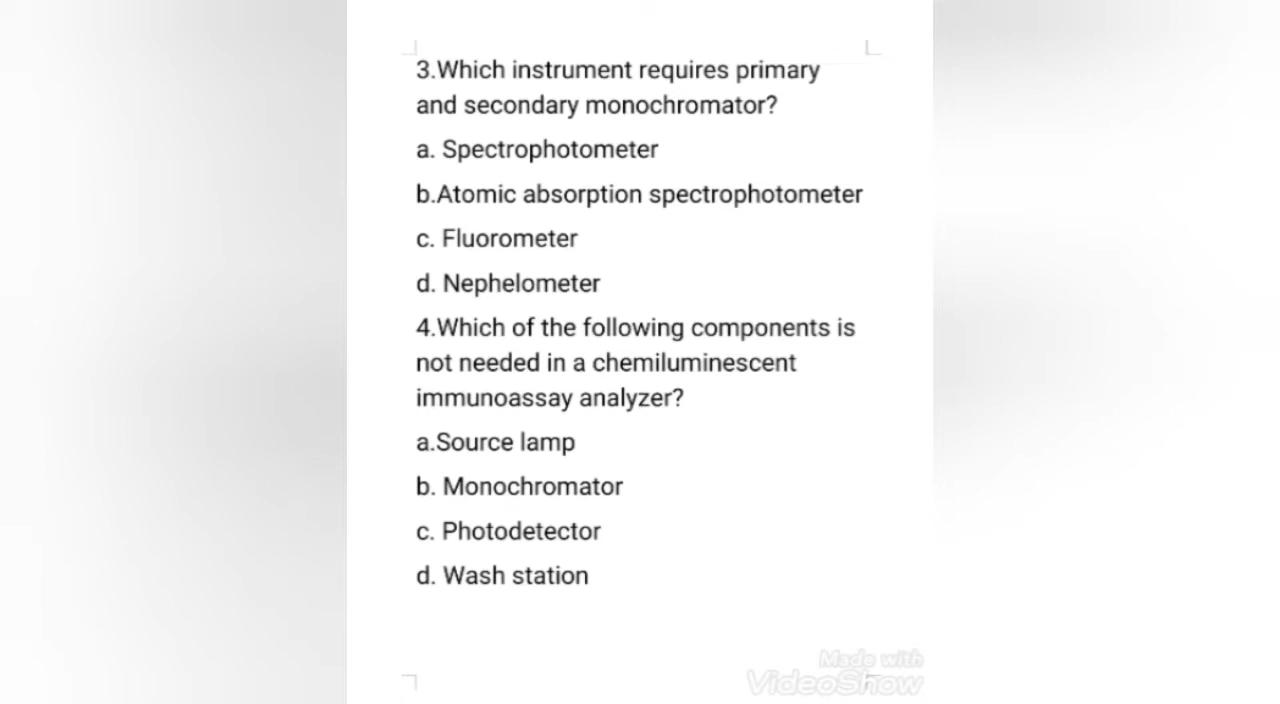 3.Which instrument requires primary
and secondary monochromator?
a. Spectrophotometer
b.Atomic absorption spectrophotometer
c. Fluorometer
d. Nephelometer
4.Which of the following components is
not needed in a chemiluminescent
immunoassay analyzer?
a.Source lamp
b. Monochromator
c. Photodetector
d. Wash station
Made with
VideoShow